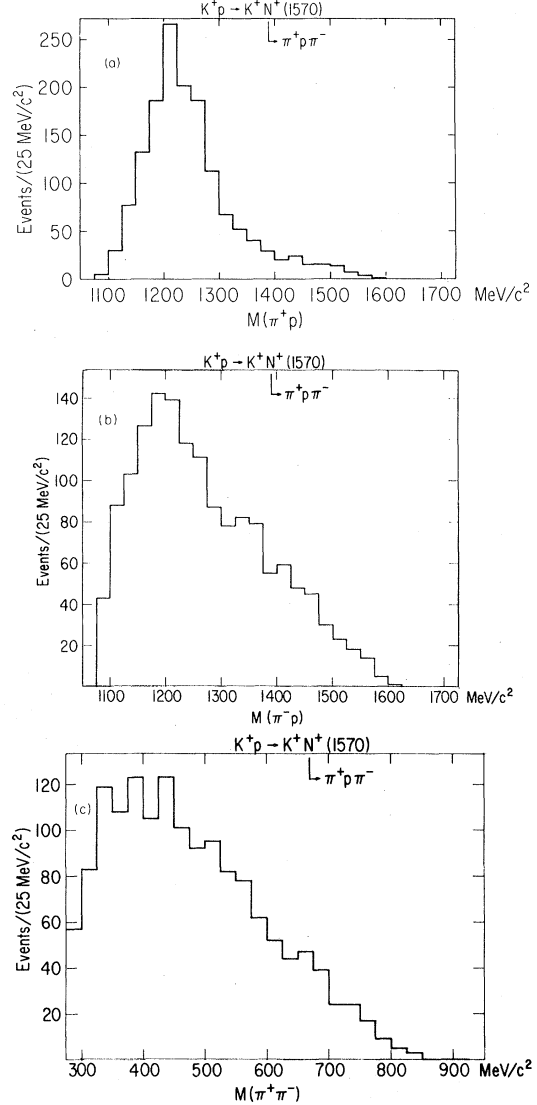 K⁺p → K⁺N⁺(1570)
↳ π⁺pπ⁻
(a)
Events/(25 MeV/c²)
250
200
150
100
50
0
1100 1200 1300 1400 1500 1600 1700 MeV/c²
M(π⁺p)
K⁺p → K⁺N⁺(1570)
↳ π⁺pπ⁻
(b)
Events/(25 MeV/c²)
140
120
100
80
60
40
20
1100 1200 1300 1400 1500 1600 1700 MeV/c²
M(π⁻p)
K⁺p → K⁺N⁺(1570)
↳ π⁺pπ⁻
(c)
Events/(25 MeV/c²)
120
100
80
60
40
20
300 400 500 600 700 800 900 MeV/c²
M(π⁺π⁻)